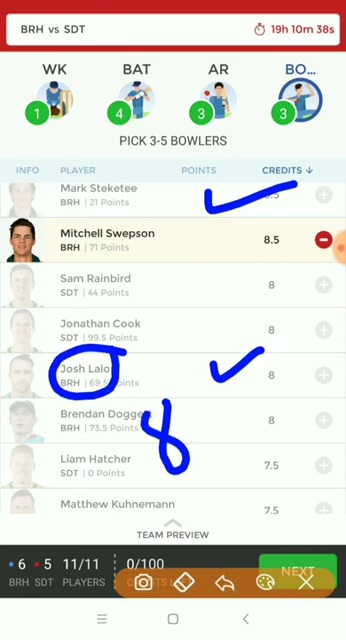 BRH vs SDT 19h 10m 38s
WK BAT AR BO...
1 4 3 3
PICK 3-5 BOWLERS
INFO PLAYER POINTS CREDITS ↓
Mark Steketee
BRH | 21 Points
Mitchell Swepson
BRH | 71 Points 8.5
Sam Rainbird
SDT | 44 Points 8
Jonathan Cook
SDT | 99.5 Points 8
Josh Lalor
BRH | 69.5 Points 8
Brendan Doggett
BRH | 73.5 Points 8
8
Liam Hatcher
SDT | 0 Points 7.5
Matthew Kuhnemann 7.5
TEAM PREVIEW
6 5 11/11 0/100 NEXT
BRH SDT PLAYERS